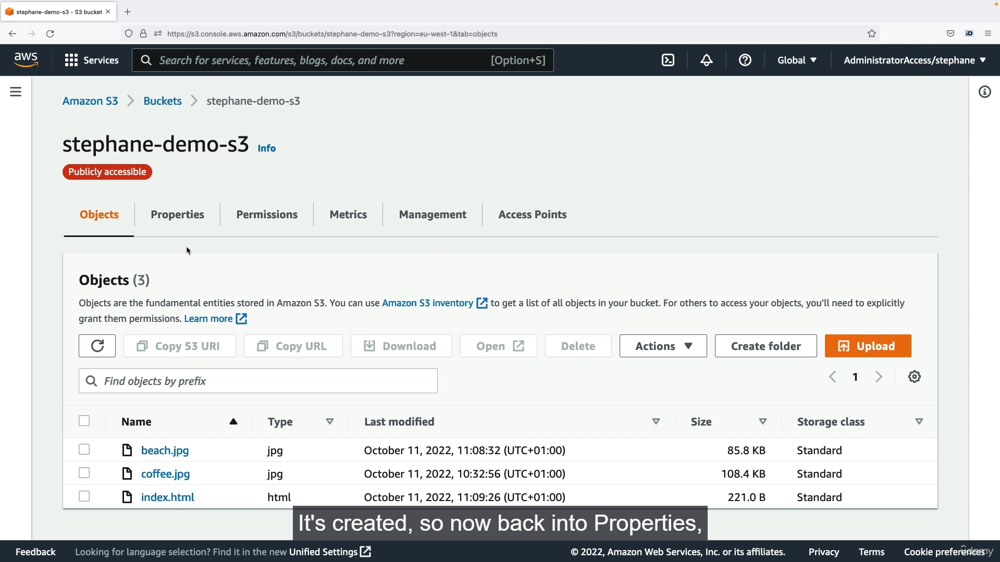 stephane-demo-s3 - S3 bucket
https://s3.console.aws.amazon.com/s3/buckets/stephane-demo-s3?region=eu-west-1&tab=objects
aws Services Search for services, features, blogs, docs, and more [Option+S] Global AdministratorAccess/stephane
Amazon S3 > Buckets > stephane-demo-s3
stephane-demo-s3 Info
Publicly accessible
Objects Properties Permissions Metrics Management Access Points
Objects (3)
Objects are the fundamental entities stored in Amazon S3. You can use Amazon S3 inventory to get a list of all objects in your bucket. For others to access your objects, you'll need to explicitly
grant them permissions. Learn more
Copy S3 URI Copy URL Download Open Delete Actions Create folder Upload
Find objects by prefix 1
Name Type Last modified Size Storage class
beach.jpg jpg October 11, 2022, 11:08:32 (UTC+01:00) 85.8 KB Standard
coffee.jpg jpg October 11, 2022, 10:32:56 (UTC+01:00) 108.4 KB Standard
index.html html October 11, 2022, 11:09:26 (UTC+01:00) 221.0 B Standard
It's created, so now back into Properties,
Feedback Looking for language selection? Find it in the new Unified Settings © 2022, Amazon Web Services, Inc. or its affiliates. Privacy Terms Cookie preferences
udemy